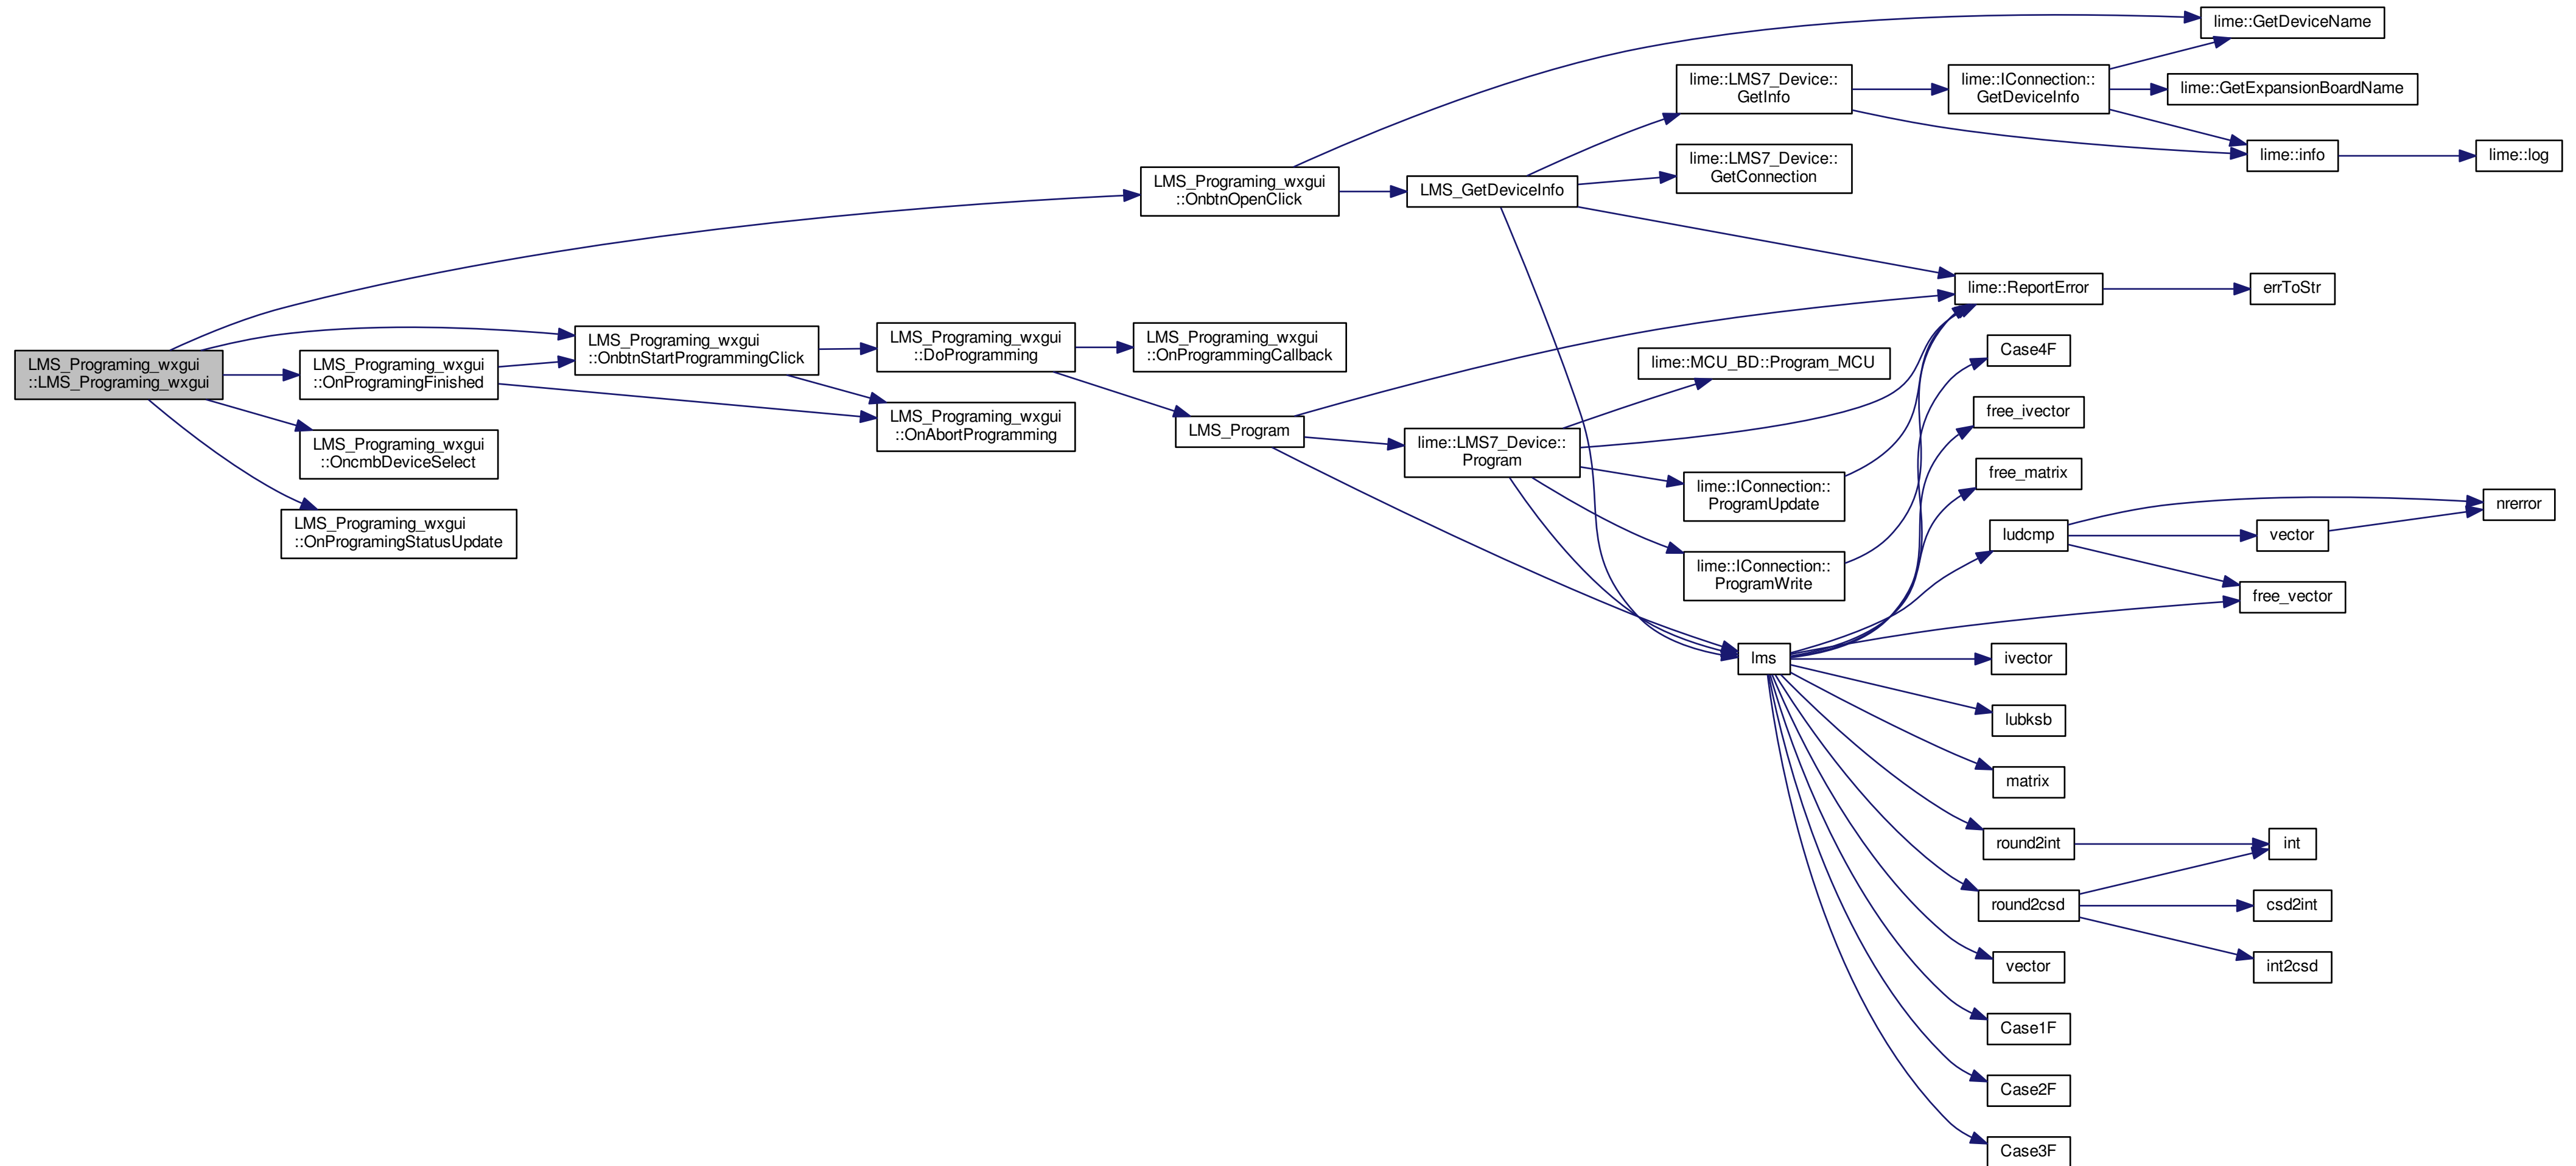 LMS_Programing_wxgui
::LMS_Programing_wxgui
LMS_Programing_wxgui
::OnProgramingFinished
LMS_Programing_wxgui
::OncmbDeviceSelect
LMS_Programing_wxgui
::OnProgramingStatusUpdate
LMS_Programing_wxgui
::OnbtnStartProgrammingClick
LMS_Programing_wxgui
::DoProgramming
LMS_Programing_wxgui
::OnAbortProgramming
LMS_Programing_wxgui
::OnbtnOpenClick
LMS_Programing_wxgui
::OnProgrammingCallback
LMS_Program
LMS_GetDeviceInfo
lime::LMS7_Device::
Program
lime::LMS7_Device::
GetInfo
lime::LMS7_Device::
GetConnection
lime::MCU_BD::Program_MCU
lime::IConnection::
ProgramUpdate
lime::IConnection::
ProgramWrite
lms
lime::IConnection::
GetDeviceInfo
lime::ReportError
Case4F
free_ivector
free_matrix
ludcmp
ivector
lubksb
matrix
round2int
round2csd
vector
Case1F
Case2F
Case3F
lime::GetDeviceName
lime::GetExpansionBoardName
lime::info
errToStr
vector
free_vector
int
csd2int
int2csd
lime::log
nrerror